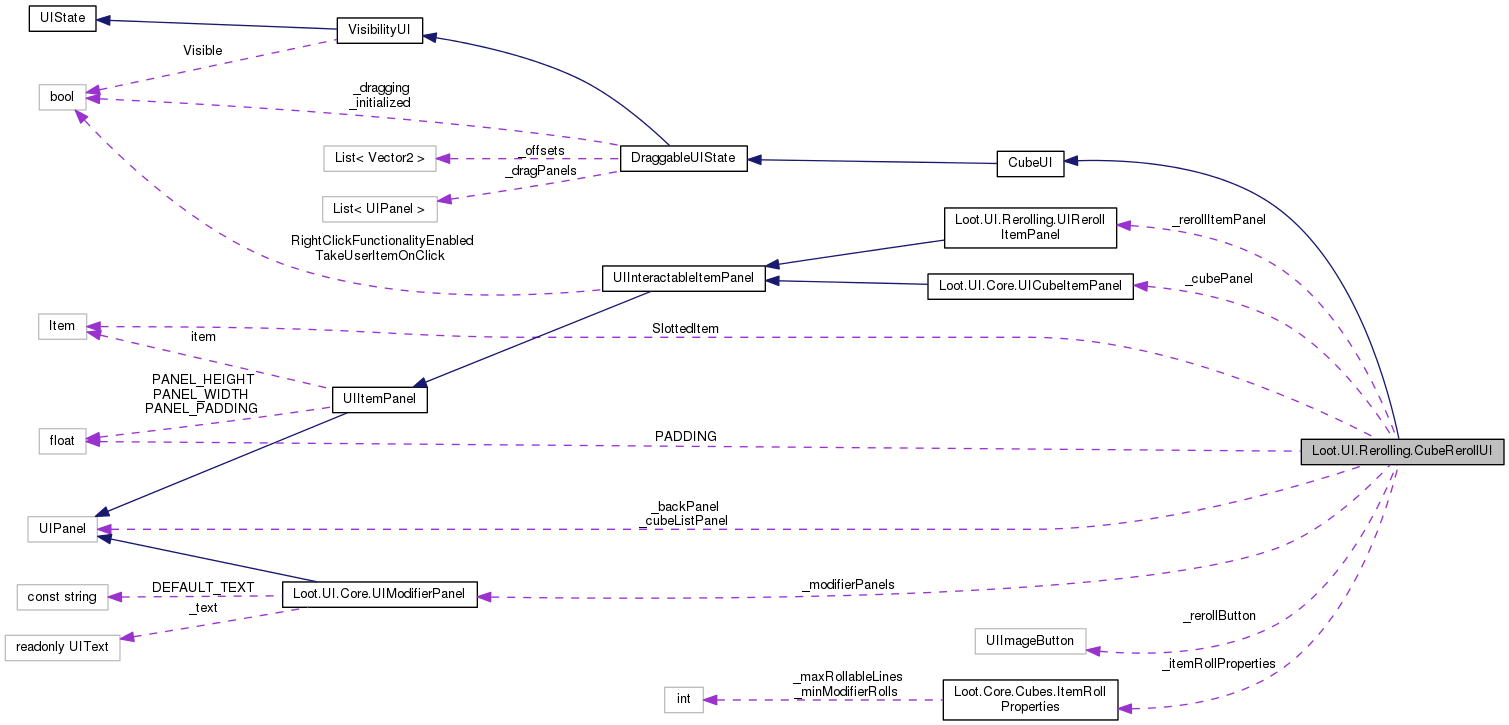 UIState
VisibilityUI
Visible
bool
_dragging
_initialized
List< Vector2 >
_offsets
DraggableUIState
CubeUI
_dragPanels
List< UIPanel >
Loot.UI.Rerolling.UIReroll
ItemPanel
_rerollItemPanel
RightClickFunctionalityEnabled
TakeUserItemOnClick
UIInteractableItemPanel
Loot.UI.Core.UICubeItemPanel
_cubePanel
Item
item
SlottedItem
PANEL_HEIGHT
PANEL_WIDTH
PANEL_PADDING
UIItemPanel
float
PADDING
Loot.UI.Rerolling.CubeRerollUI
UIPanel
_backPanel
_cubeListPanel
const string
DEFAULT_TEXT
Loot.UI.Core.UIModifierPanel
_modifierPanels
_text
readonly UIText
UIImageButton
_rerollButton
_itemRollProperties
int
_maxRollableLines
_minModifierRolls
Loot.Core.Cubes.ItemRoll
Properties